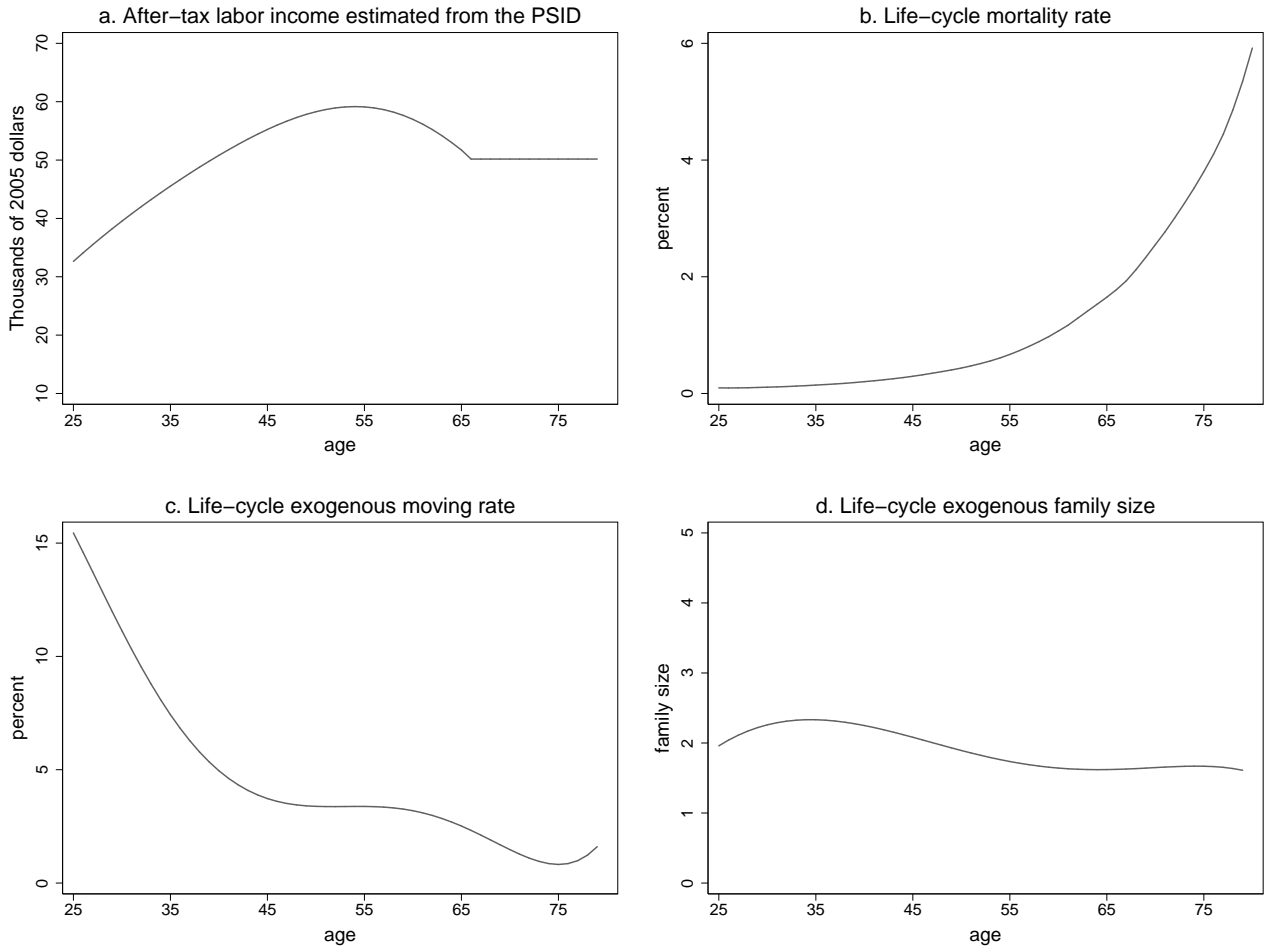 a. After−tax labor income estimated from the PSID
Thousands of 2005 dollars
70
60
50
40
30
20
10
25 35 45 55 65 75
age
b. Life−cycle mortality rate
percent
6
4
2
0
25 35 45 55 65 75
age
c. Life−cycle exogenous moving rate
percent
15
10
5
0
25 35 45 55 65 75
age
d. Life−cycle exogenous family size
family size
5
4
3
2
1
0
25 35 45 55 65 75
age